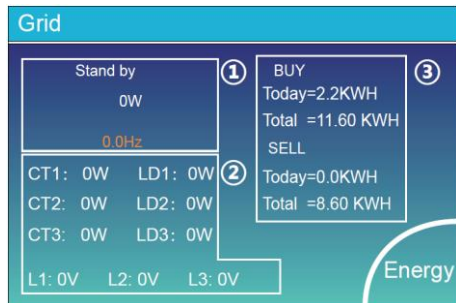 Grid
Stand by
①
0W
0.0Hz
CT1: 0W LD1: 0W
②
CT2: 0W LD2: 0W
CT3: 0W LD3: 0W
L1: 0V L2: 0V L3: 0V
BUY
③
Today=2.2KWH
Total =11.60 KWH
SELL
Today=0.0KWH
Total =8.60 KWH
Energy